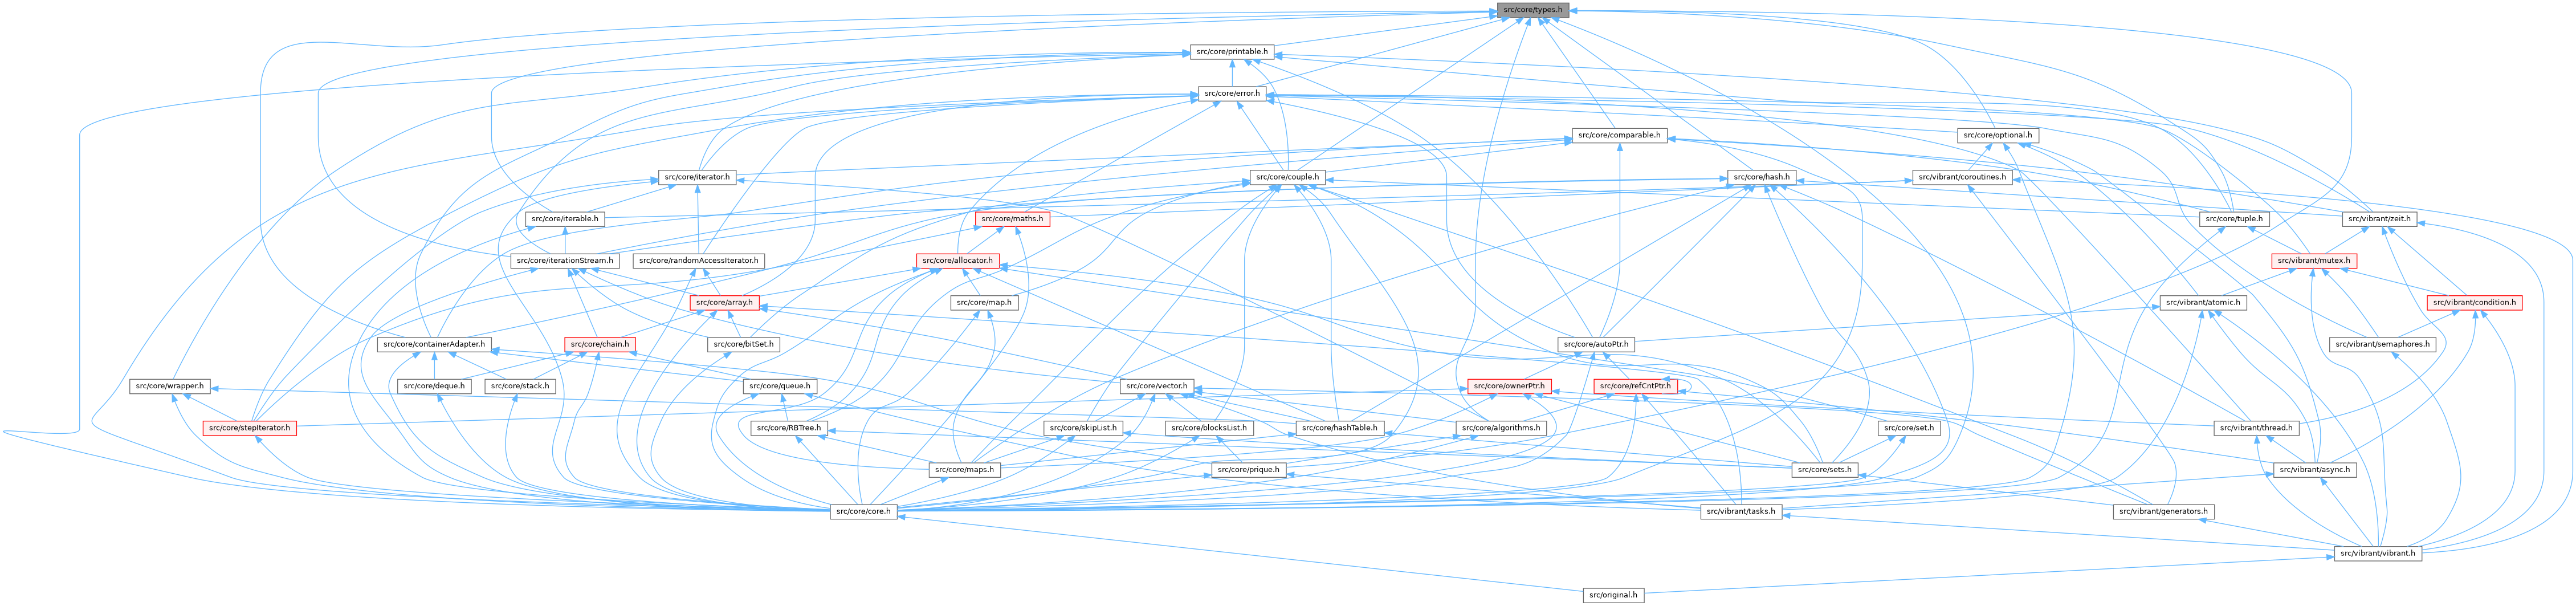 src/core/types.h
src/core/printable.h
src/core/error.h
src/core/comparable.h
src/core/optional.h
src/core/iterator.h
src/core/couple.h
src/core/hash.h
src/vibrant/coroutines.h
src/core/iterable.h
src/core/maths.h
src/core/tuple.h
src/vibrant/zeit.h
src/core/iterationStream.h
src/core/randomAccessIterator.h
src/core/allocator.h
src/vibrant/mutex.h
src/core/array.h
src/core/map.h
src/vibrant/atomic.h
src/vibrant/condition.h
src/core/containerAdapter.h
src/core/chain.h
src/core/bitSet.h
src/core/autoPtr.h
src/vibrant/semaphores.h
src/core/wrapper.h
src/core/deque.h
src/core/stack.h
src/core/queue.h
src/core/vector.h
src/core/ownerPtr.h
src/core/refCntPtr.h
src/core/stepIterator.h
src/core/RBTree.h
src/core/skipList.h
src/core/blocksList.h
src/core/hashTable.h
src/core/algorithms.h
src/core/set.h
src/vibrant/thread.h
src/core/maps.h
src/core/prique.h
src/core/sets.h
src/vibrant/async.h
src/core/core.h
src/vibrant/tasks.h
src/vibrant/generators.h
src/vibrant/vibrant.h
src/original.h